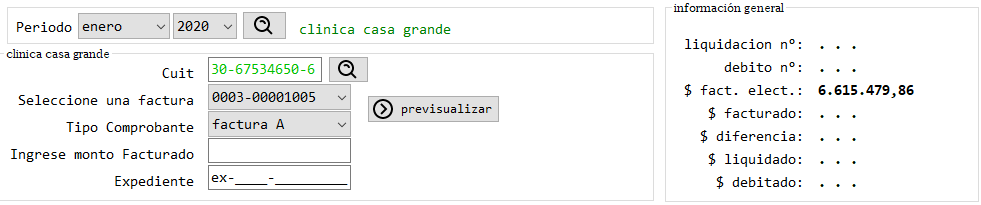 Periodo enero 2020 clinica casa grande
clinica casa grande
Cuit 30-67534650-6
Seleccione una factura 0003-00001005
previsualizar
Tipo Comprobante factura A
Ingrese monto Facturado
Expediente ex-____-_________
información general
liquidacion nº: . . .
debito nº: . . .
$ fact. elect.: 6.615.479,86
$ facturado: . . .
$ diferencia: . . .
$ liquidado: . . .
$ debitado: . . .